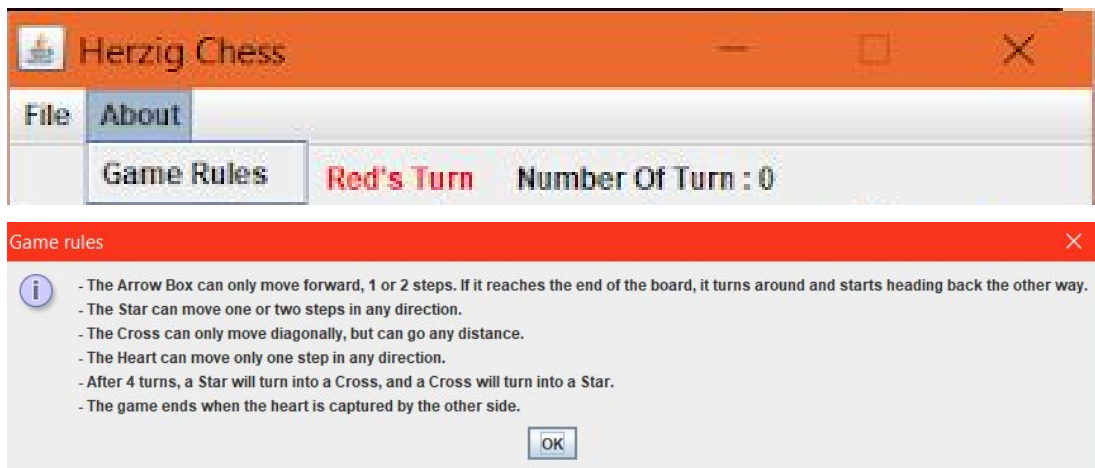 Herzig Chess
File About
Game Rules Red's Turn Number Of Turn : 0
Game rules
- The Arrow Box can only move forward, 1 or 2 steps. If it reaches the end of the board, it turns around and starts heading back the other way.
- The Star can move one or two steps in any direction.
- The Cross can only move diagonally, but can go any distance.
- The Heart can move only one step in any direction.
- After 4 turns, a Star will turn into a Cross, and a Cross will turn into a Star.
- The game ends when the heart is captured by the other side.
OK